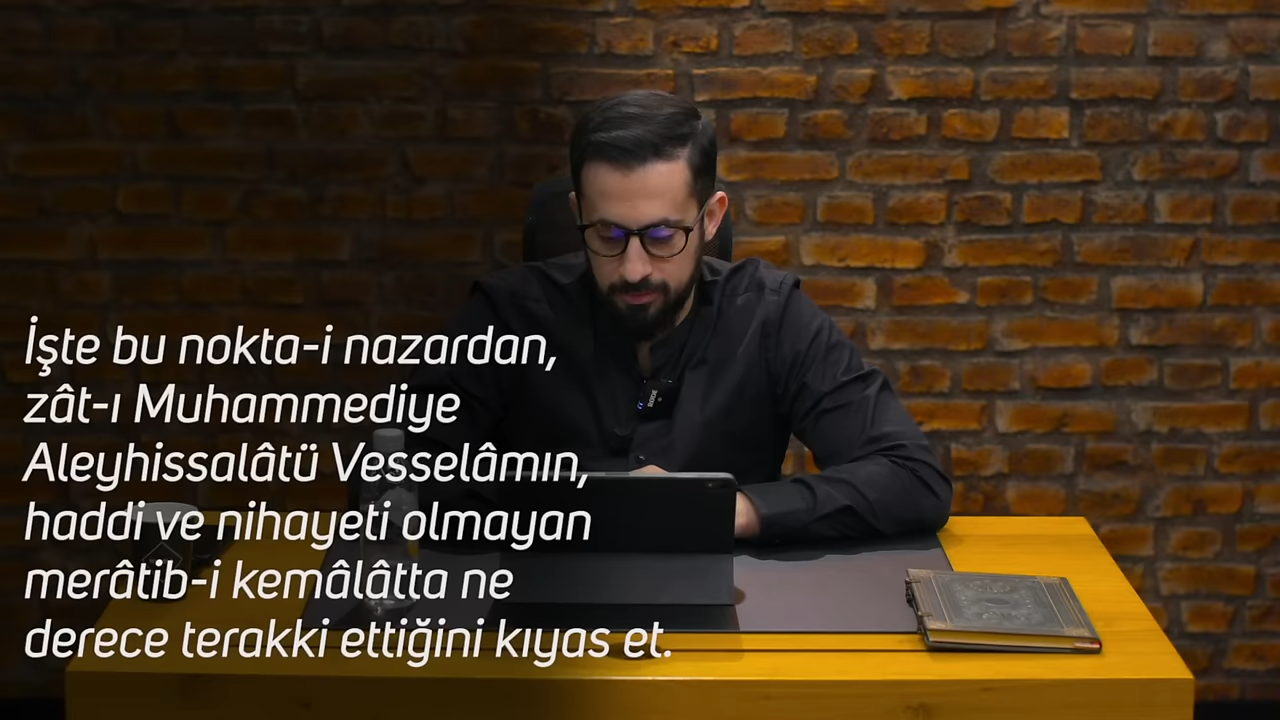 İşte bu nokta-i nazardan,
zât-ı Muhammediye
Aleyhissalâtü Vesselâmın,
haddi ve nihayeti olmayan
merâtib-i kemâlâtta ne
derece terakki ettiğini kıyas et.
RODE